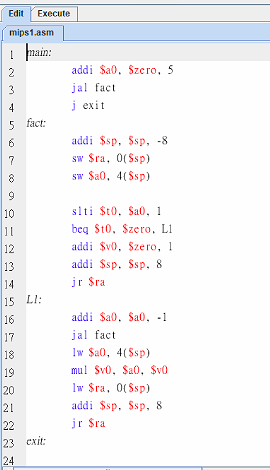 Edit Execute
mips1.asm
1 main:
2 addi $a0, $zero, 5
3 jal fact
4 j exit
5 fact:
6 addi $sp, $sp, -8
7 sw $ra, 0($sp)
8 sw $a0, 4($sp)
9
10 slti $t0, $a0, 1
11 beq $t0, $zero, L1
12 addi $v0, $zero, 1
13 addi $sp, $sp, 8
14 jr $ra
15 L1:
16 addi $a0, $a0, -1
17 jal fact
18 lw $a0, 4($sp)
19 mul $v0, $a0, $v0
20 lw $ra, 0($sp)
21 addi $sp, $sp, 8
22 jr $ra
23 exit:
24